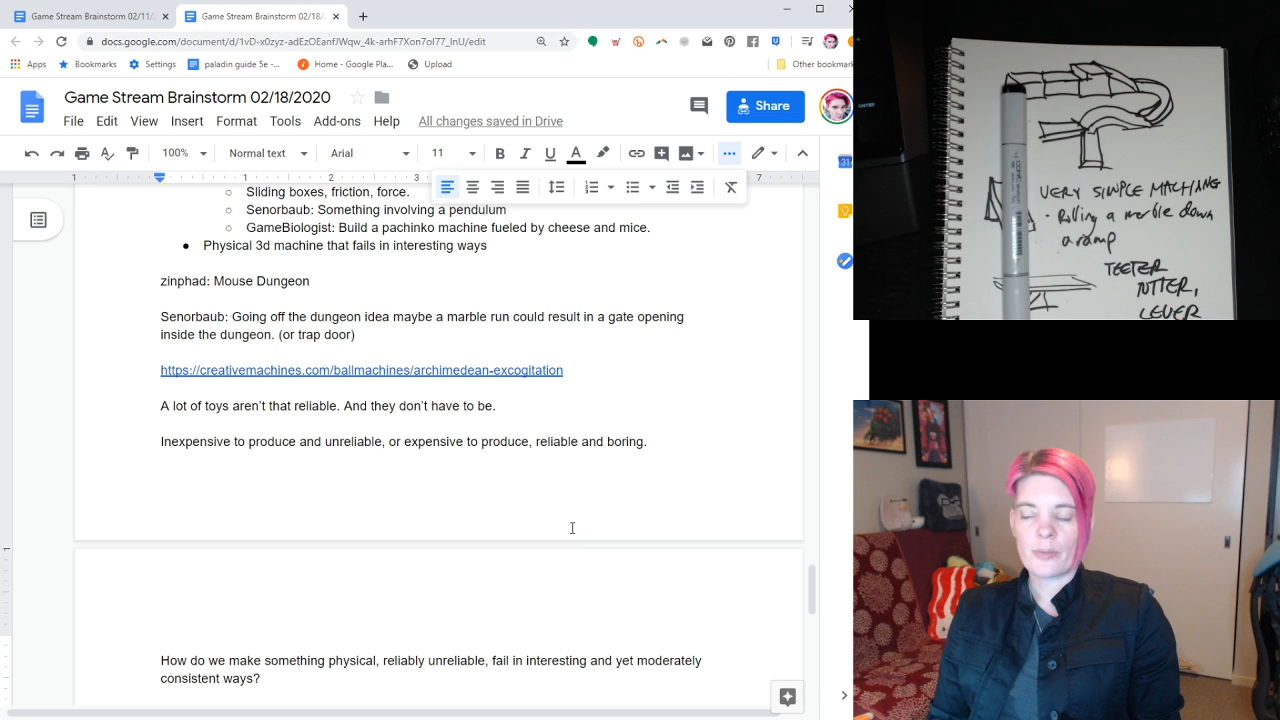 Game Stream Brainstorm 02/11/
Game Stream Brainstorm 02/18/
docs.google.com/document/d/1vD-x0zyz-adEzOEanfJWqw_4k-arhF7Xon7oI77_InU/edit
Apps
Bookmarks
Settings
paladin guide 5e -...
Home - Google Pla...
Upload
Other bookmar
Game Stream Brainstorm 02/18/2020
Share
File Edit View Insert Format Tools Add-ons Help All changes saved in Drive
100% Normal text Arial 11
1 3 7
○ Sliding boxes, friction, force.
○ Senorbaub: Something involving a pendulum
○ GameBiologist: Build a pachinko machine fueled by cheese and mice.
● Physical 3d machine that fails in interesting ways
zinphad: Mouse Dungeon
Senorbaub: Going off the dungeon idea maybe a marble run could result in a gate opening
inside the dungeon. (or trap door)
https://creativemachines.com/ballmachines/archimedean-excogitation
A lot of toys aren’t that reliable. And they don’t have to be.
Inexpensive to produce and unreliable, or expensive to produce, reliable and boring.
How do we make something physical, reliably unreliable, fail in interesting and yet moderately
consistent ways?
VERY SIMPLE MACHINE
· Rolling a marble down
a ramp
TEETER
TOTTER,
LEVER